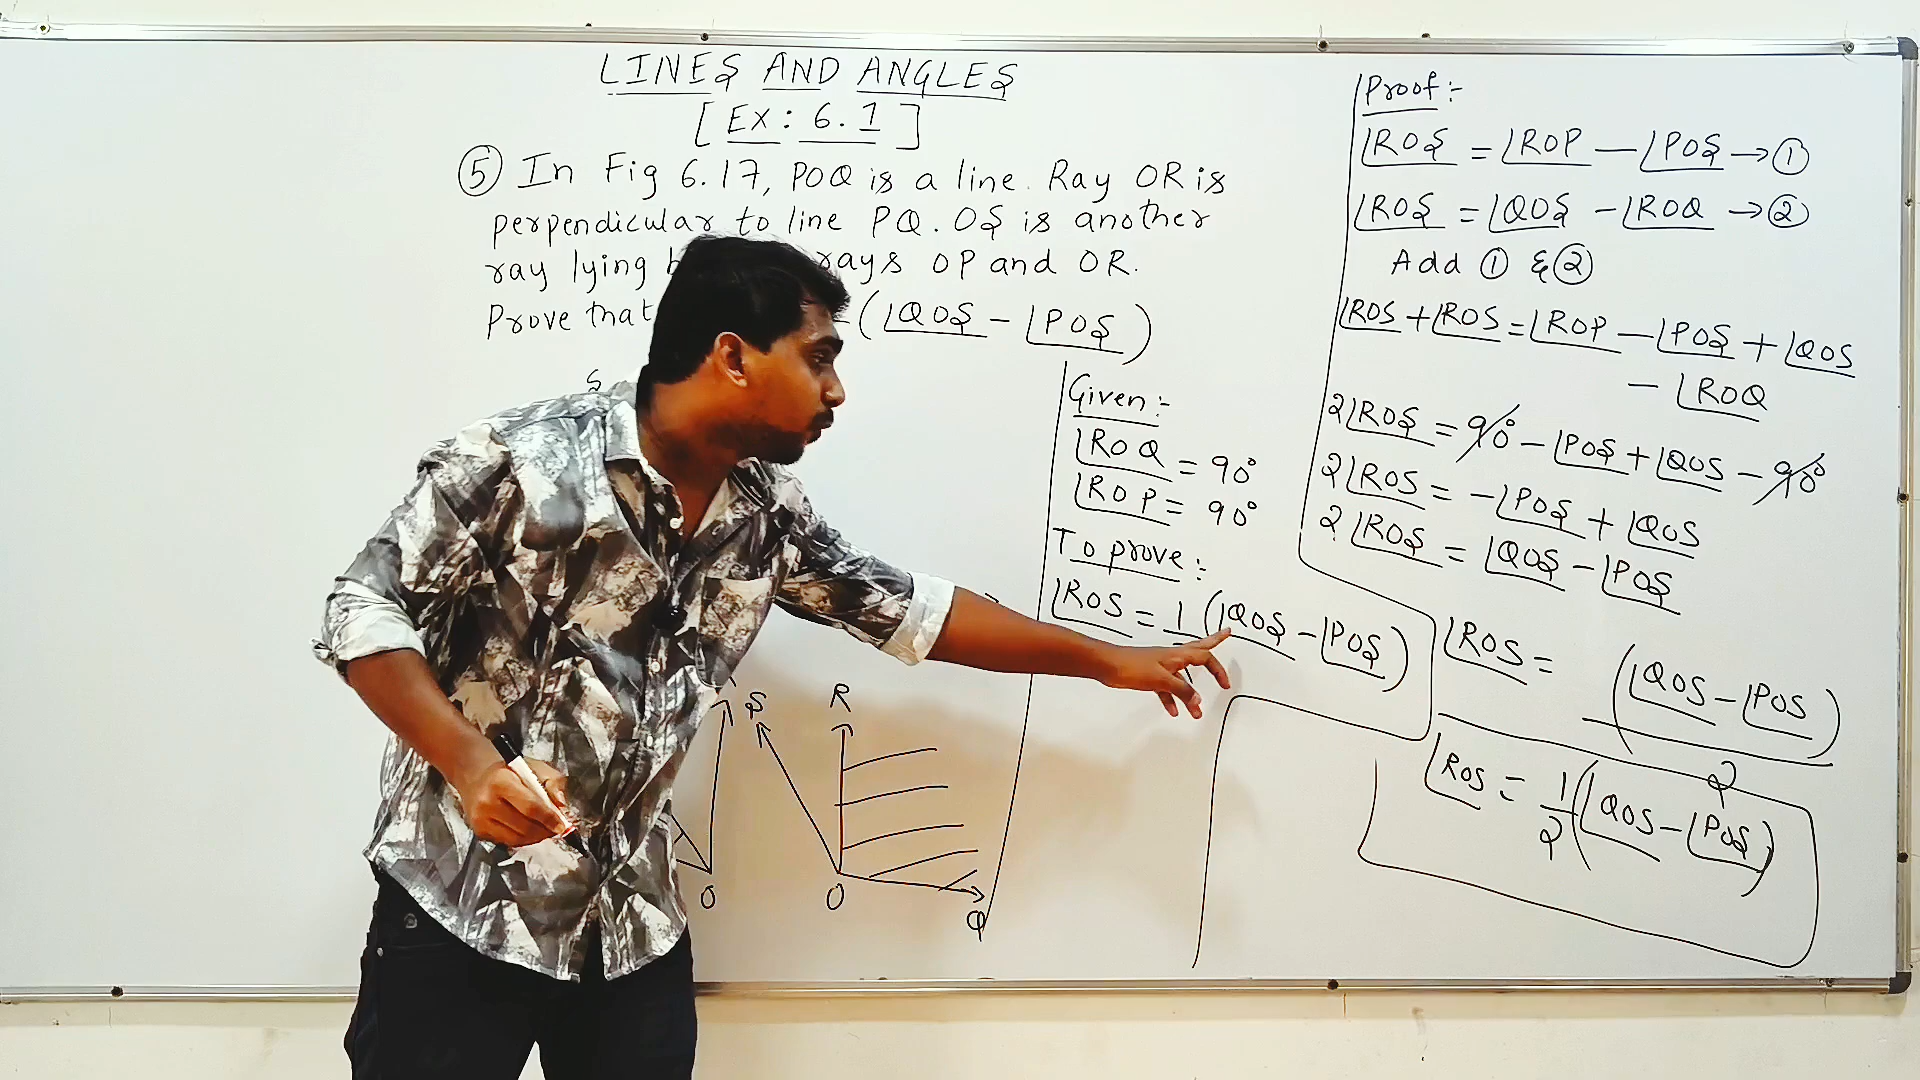 LINES AND ANGLES
[EX: 6.1]
⑤ In Fig 6.17, POQ is a line. Ray OR is
perpendicular to line PQ. OS is another
ray lying rays OP and OR.
Prove that (∠QOS - ∠POS)
S
S R
O O Q
Given:-
∠ROQ = 90°
∠ROP = 90°
To prove:-
∠ROS = 1 (∠QOS - ∠POS)
Proof:-
∠ROS = ∠ROP - ∠POS → ①
∠ROS = ∠QOS - ∠ROQ → ②
Add ① & ②
∠ROS + ∠ROS = ∠ROP - ∠POS + ∠QOS
- ∠ROQ
2∠ROS = 90° - ∠POS + ∠QOS - 90°
2∠ROS = -∠POS + ∠QOS
2∠ROS = ∠QOS - ∠POS
∠ROS = (∠QOS - ∠POS)
2
∠ROS = 1/2 (∠QOS - ∠POS)